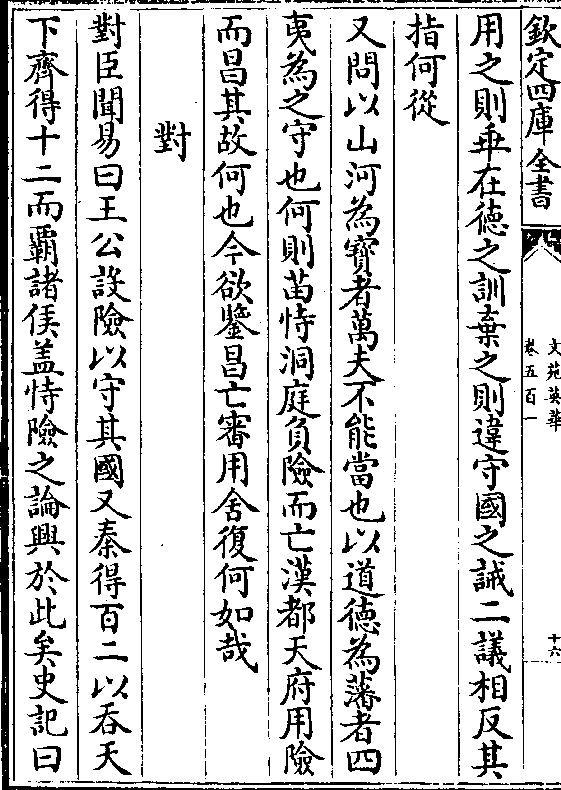 欽定四庫全書
文苑英華
卷五百一
十六
用之則乖在德之訓棄之則違守國之誡二議相反其
指何從
又問以山河為寳者萬夫不能當也以道德為藩者四
夷為之守也何則苗恃洞庭負險而亡漢都天府用險
而昌其故何也今欲鑒昌亡審用舍復何如哉
對
對臣聞易曰王公設險以守其國又秦得百二以吞天
下齊得十二而霸諸侯盖恃險之論興於此矣史記曰